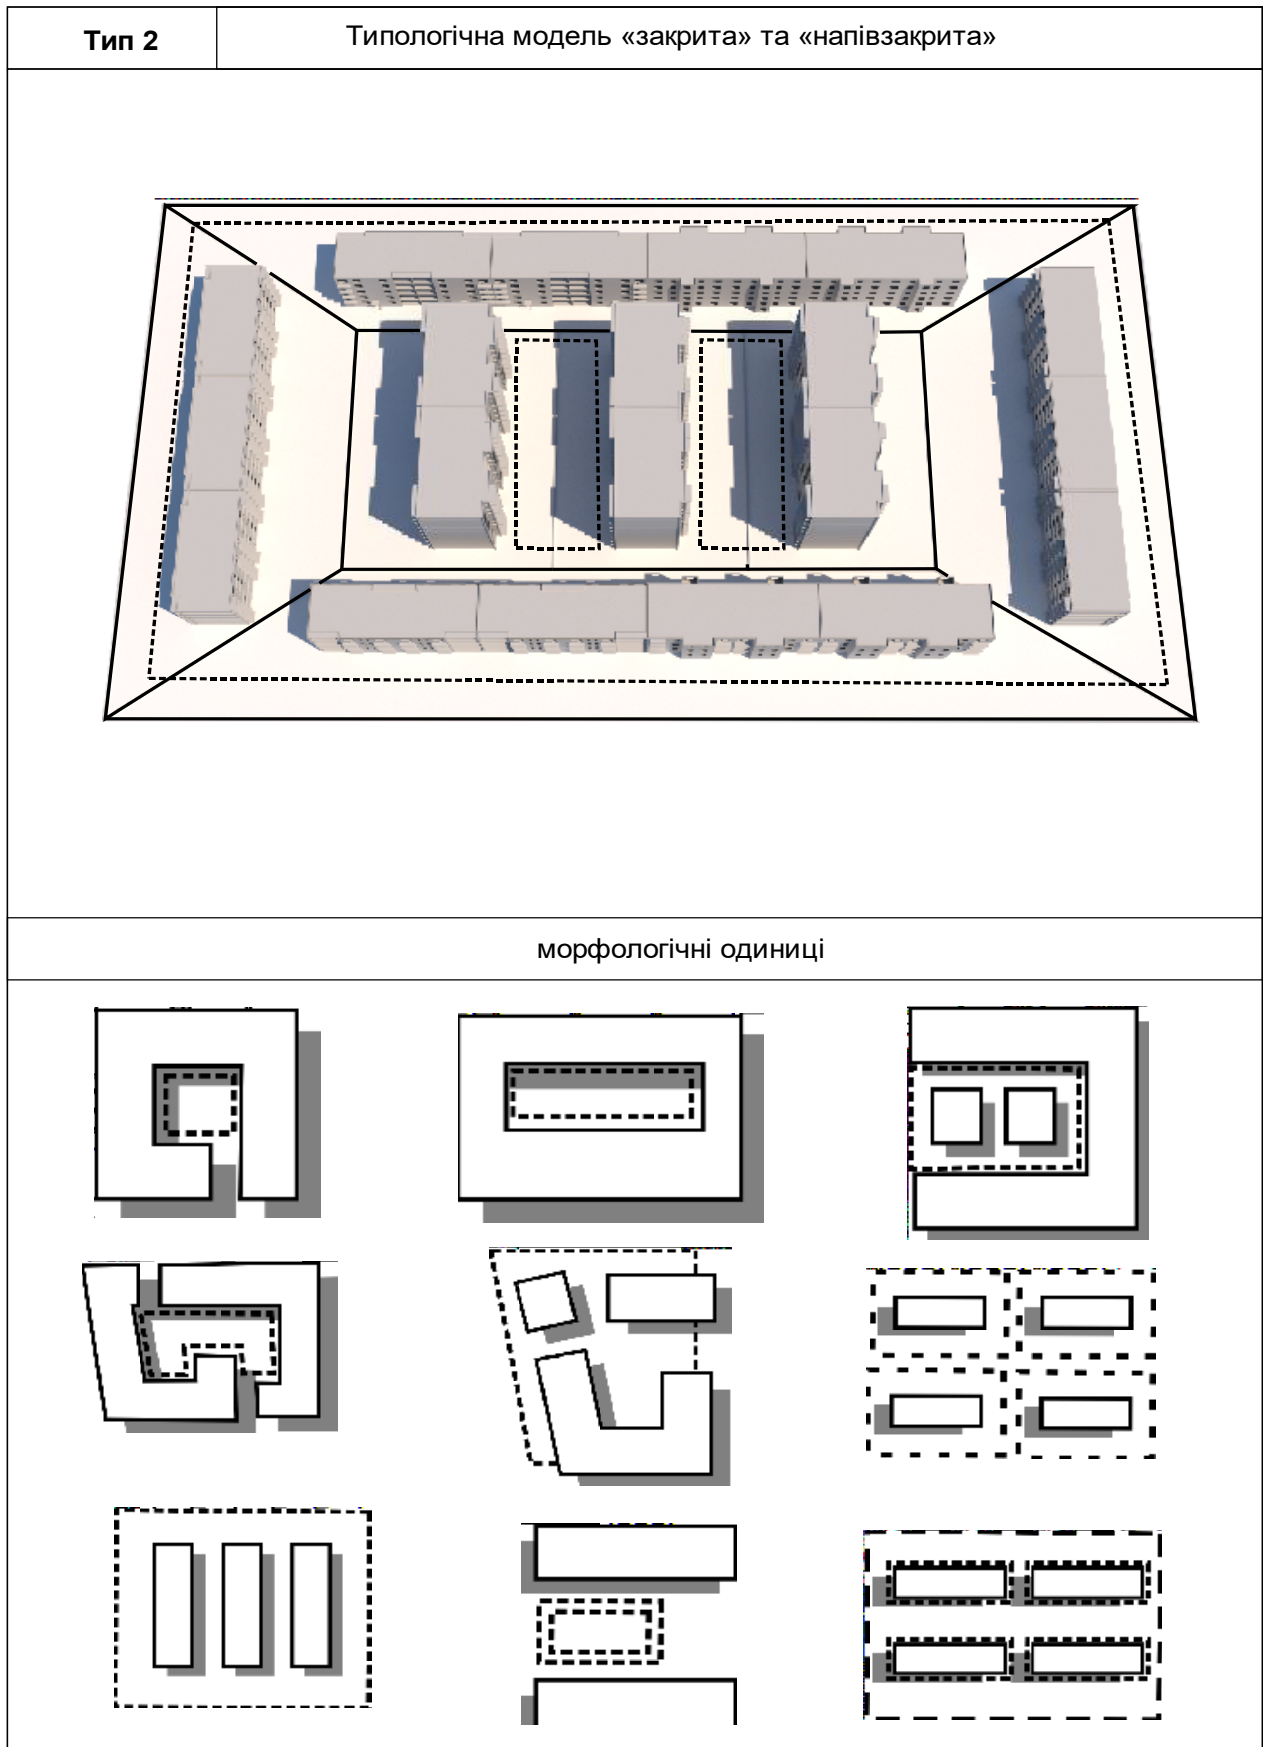 Тип 2
Типологічна модель «закрита» та «напівзакрита»
морфологічні одиниці